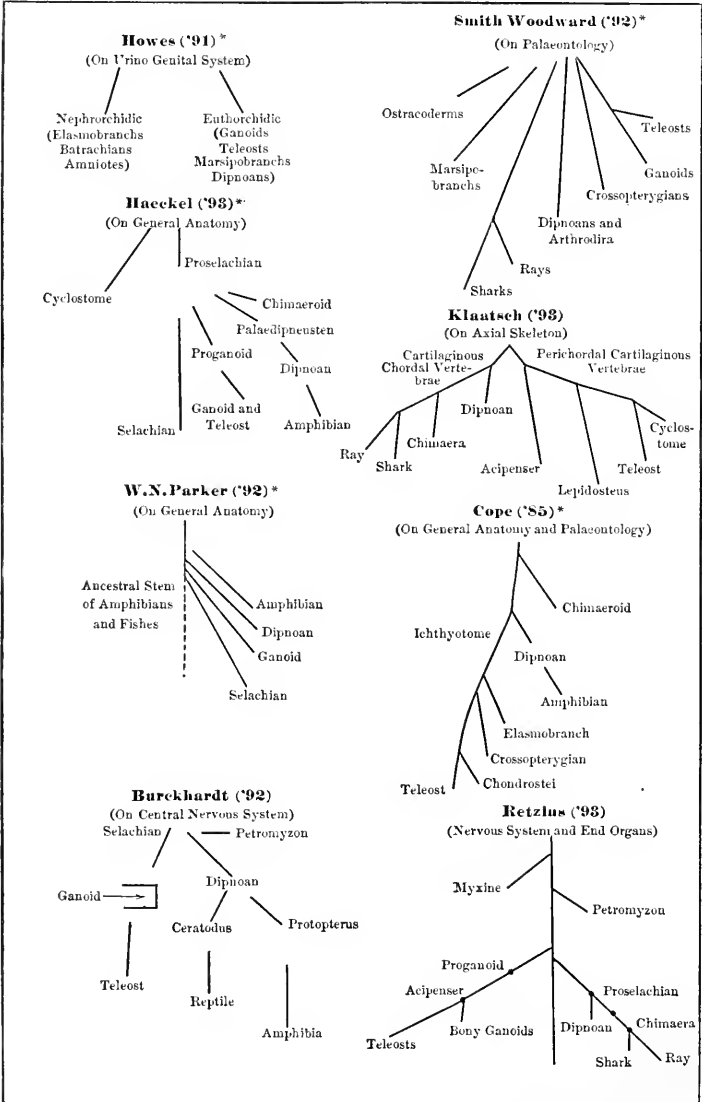 Howes ('91)*
(On Urino Genital System)
Nephrorchidic
(Elasmobranchs
Batrachians
Amniotes)
Euthorchidic
(Ganoids
Teleosts
Marsipobranchs
Dipnoans)
Smith Woodward ('92)*
(On Palaeontology)
Ostracoderms
Marsipo-
branchs
Sharks
Rays
Dipnoans and
Arthrodira
Crossopterygians
Ganoids
Teleosts
Haeckel ('93)*
(On General Anatomy)
Proselachian
Cyclostome
Chimaeroid
Palaedipneusten
Proganoid
Dipnoan
Ganoid and
Teleost
Selachian
Amphibian
Klaatsch ('93)
(On Axial Skeleton)
Cartilaginous
Chordal Verte-
brae
Perichordal Cartilaginous
Vertebrae
Dipnoan
Ray
Shark
Chimaera
Acipenser
Lepidosteus
Teleost
Cyclos-
tome
W.N.Parker ('92)*
(On General Anatomy)
Ancestral Stem
of Amphibians
and Fishes
Amphibian
Dipnoan
Ganoid
Selachian
Cope ('85)*
(On General Anatomy and Palaeontology)
Chimaeroid
Ichthyotome
Dipnoan
Amphibian
Elasmobranch
Crossopterygian
Chondrostei
Teleost
Burckhardt ('92)
(On Central Nervous System)
Selachian
Petromyzon
Ganoid
Dipnoan
Ceratodus
Protopterus
Teleost
Reptile
Amphibia
Retzius ('93)
(Nervous System and End Organs)
Myxine
Petromyzon
Proganoid
Acipenser
Bony Ganoids
Teleosts
Proselachian
Dipnoan
Chimaera
Shark
Ray